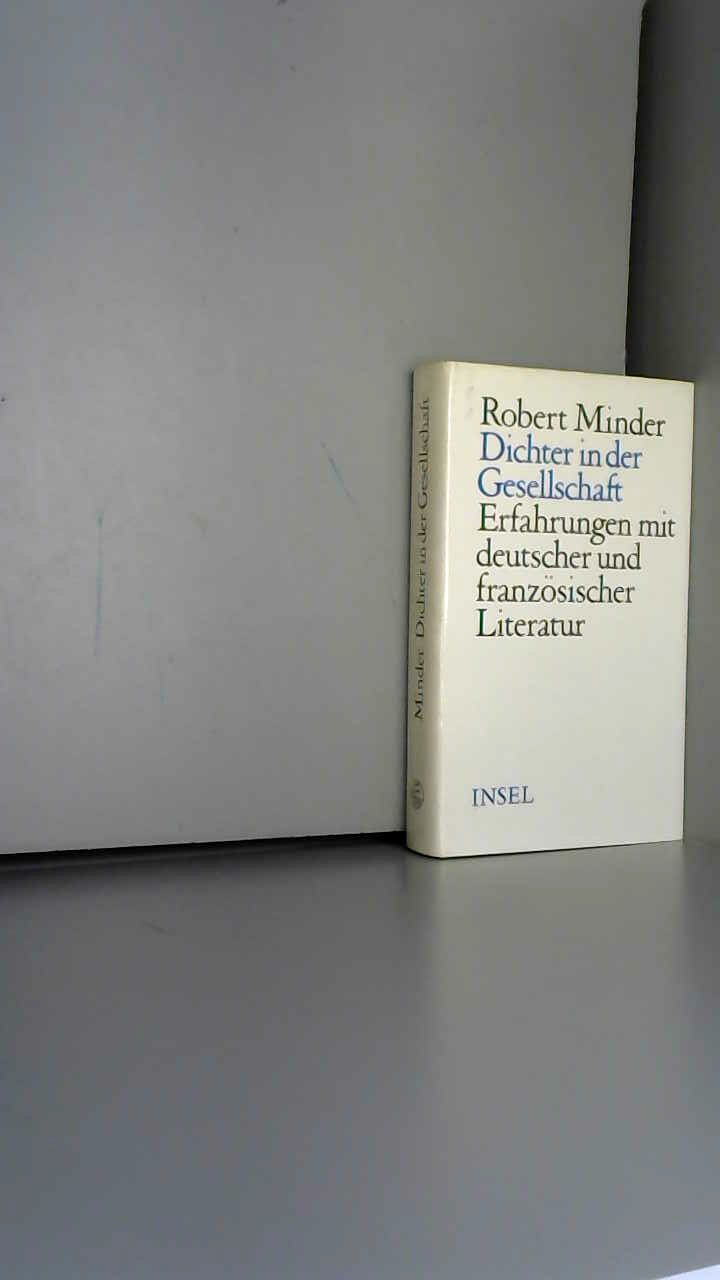 Robert Minder
Dichter in der
Gesellschaft
Erfahrungen mit
deutscher und
französischer
Literatur
INSEL
Minder Dichter in der Gesellschaft